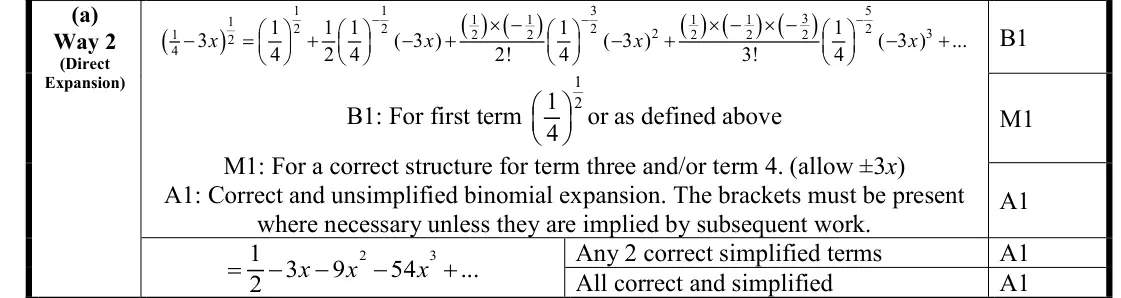 (a)
Way 2
(Direct
Expansion)
(1/4 − 3x)^(1/2) = (1/4)^(1/2) + 1/2 (1/4)^(−1/2) (−3x) + ((1/2)×(−1/2))/2! (1/4)^(−3/2) (−3x)^2 + ((1/2)×(−1/2)×(−3/2))/3! (1/4)^(−5/2) (−3x)^3 + ...
B1
B1: For first term (1/4)^(1/2) or as defined above
M1
M1: For a correct structure for term three and/or term 4. (allow ±3x)
A1: Correct and unsimplified binomial expansion. The brackets must be present
where necessary unless they are implied by subsequent work.
A1
= 1/2 − 3x − 9x^2 − 54x^3 + ...
Any 2 correct simplified terms
A1
All correct and simplified
A1